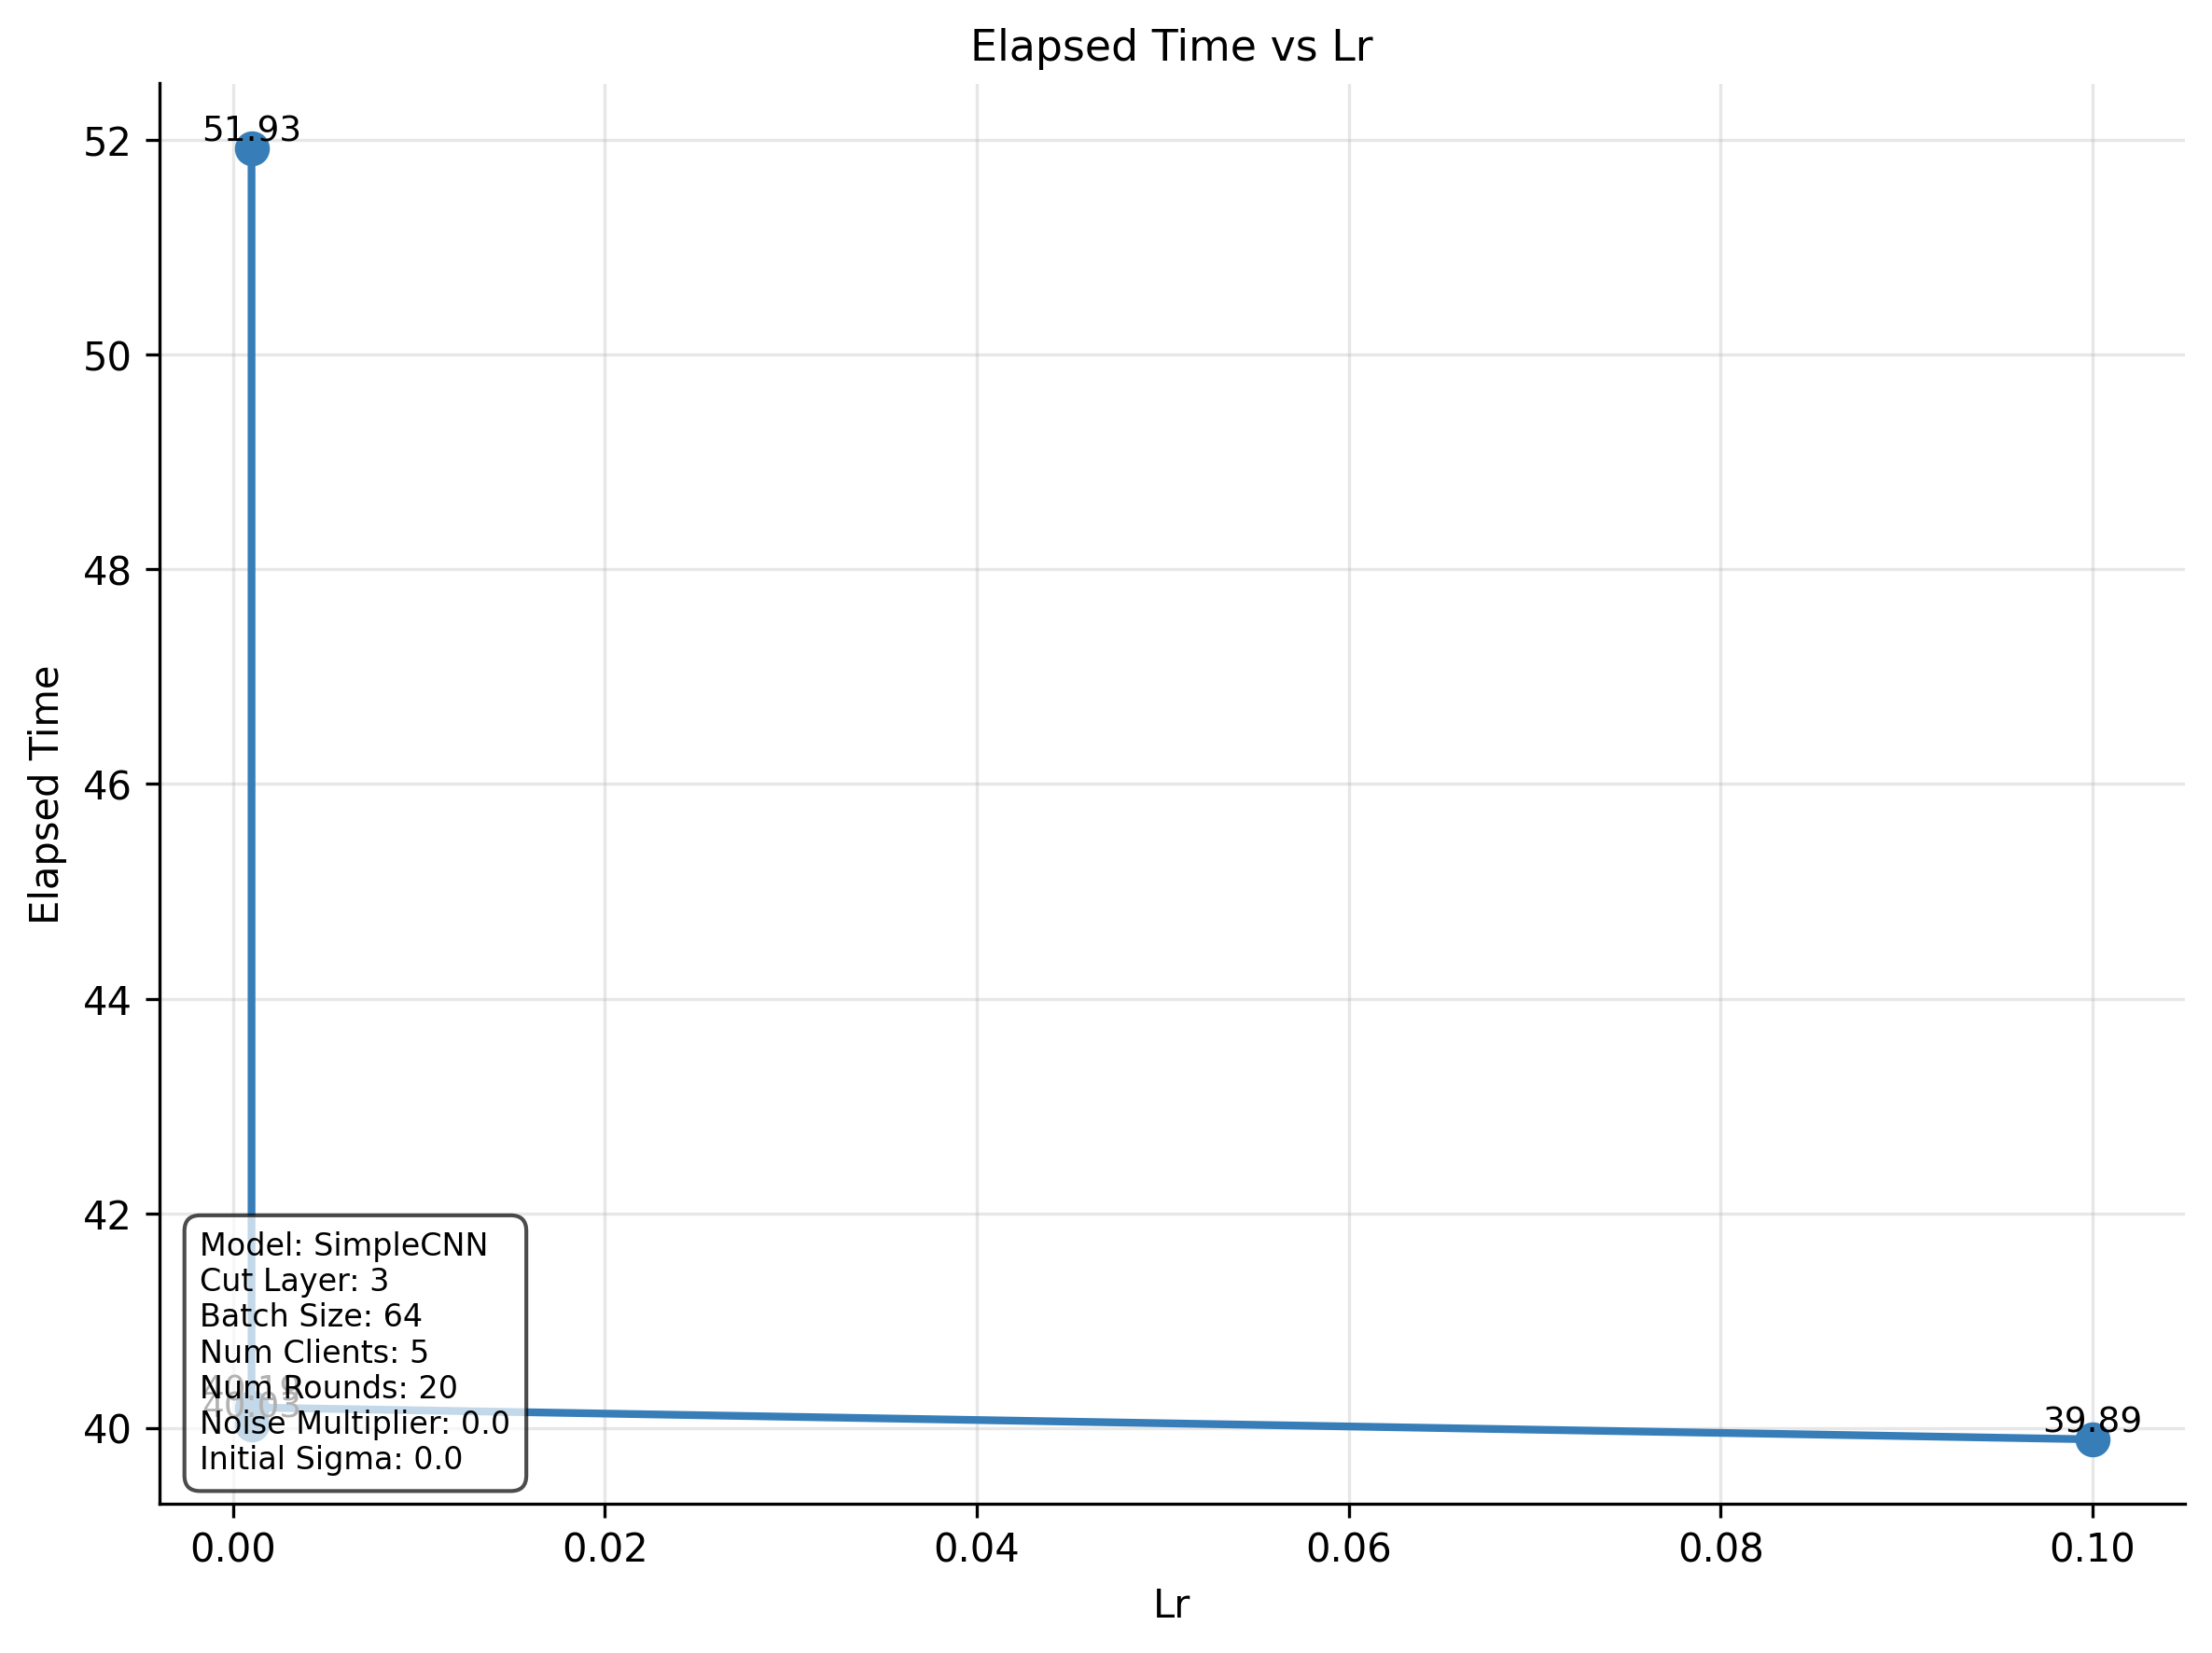 Elapsed Time vs Lr
51.93
52
50
48
46
44
42
40
Elapsed Time
Model: SimpleCNN
Cut Layer: 3
Batch Size: 64
Num Clients: 5
Num Rounds: 20
Noise Multiplier: 0.0
Initial Sigma: 0.0
40.03
39.89
0.00 0.02 0.04 0.06 0.08 0.10
Lr